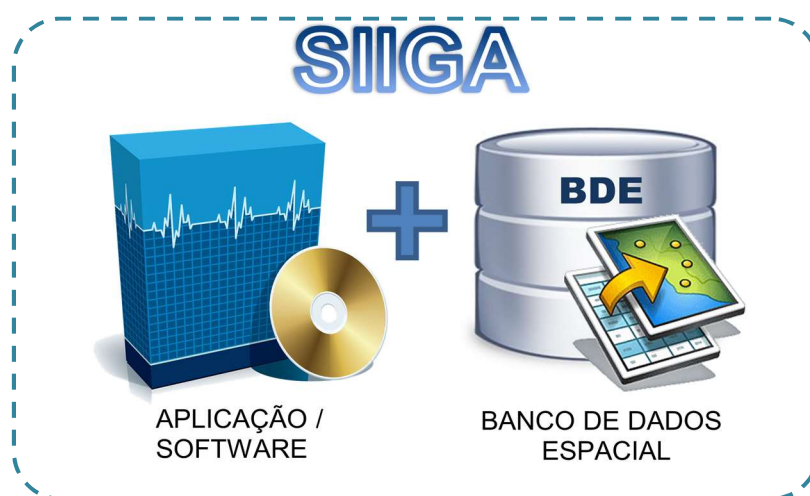 SIIGA
BDE
APLICAÇÃO /
SOFTWARE
BANCO DE DADOS
ESPACIAL